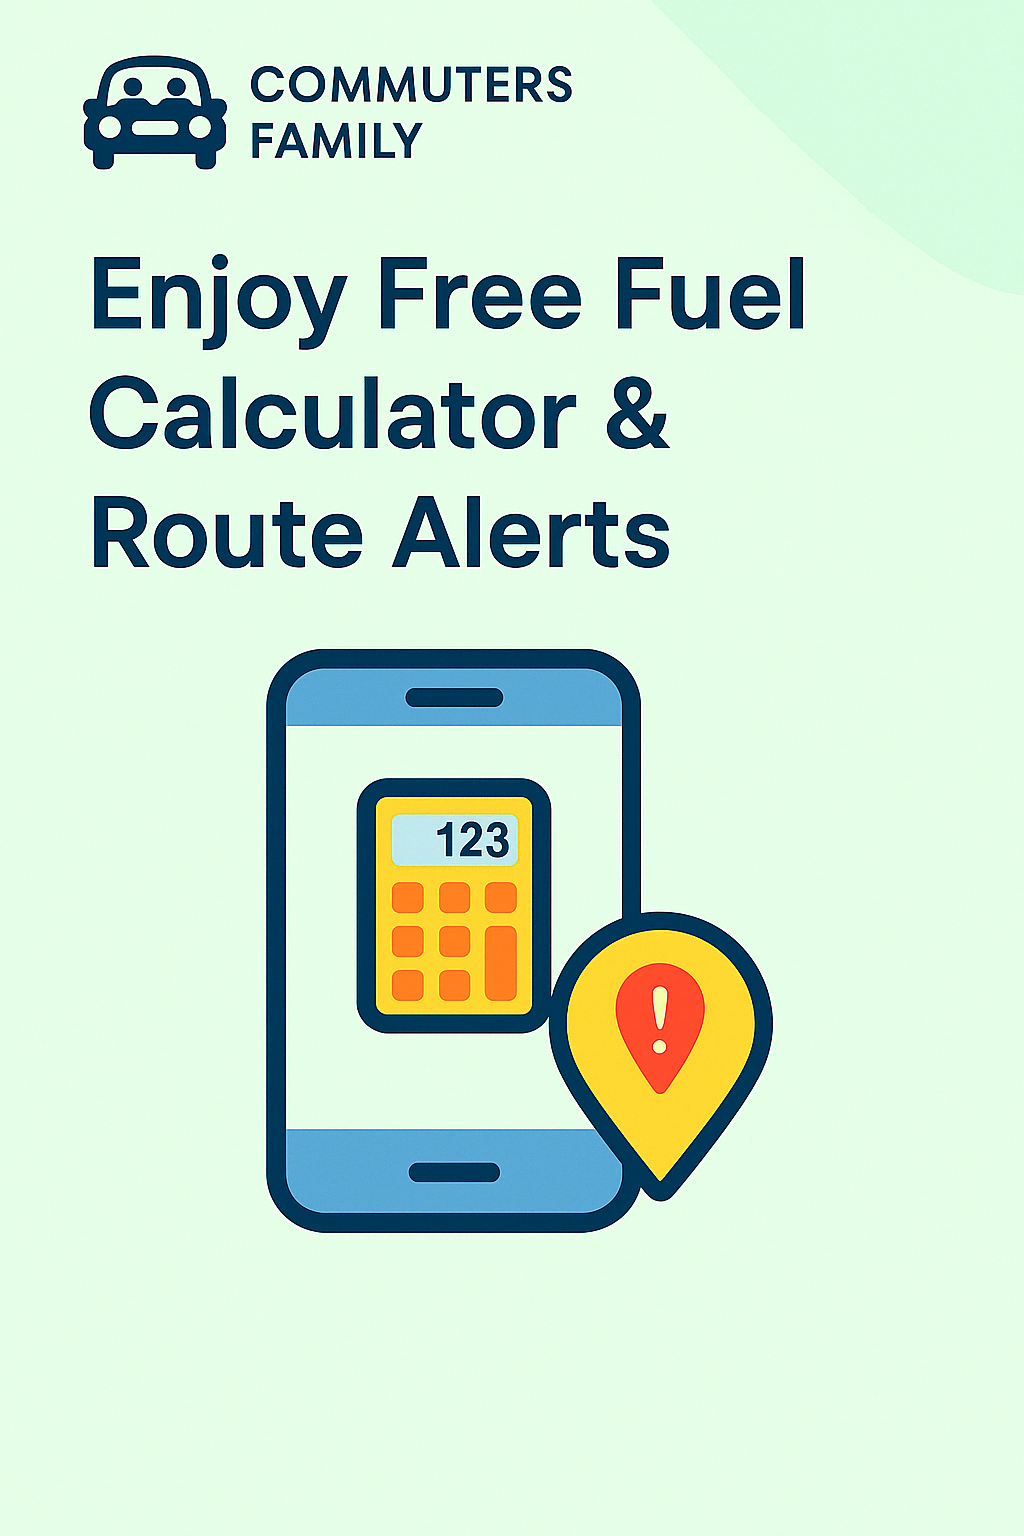 COMMUTERS
FAMILY
Enjoy Free Fuel
Calculator &
Route Alerts
123
!